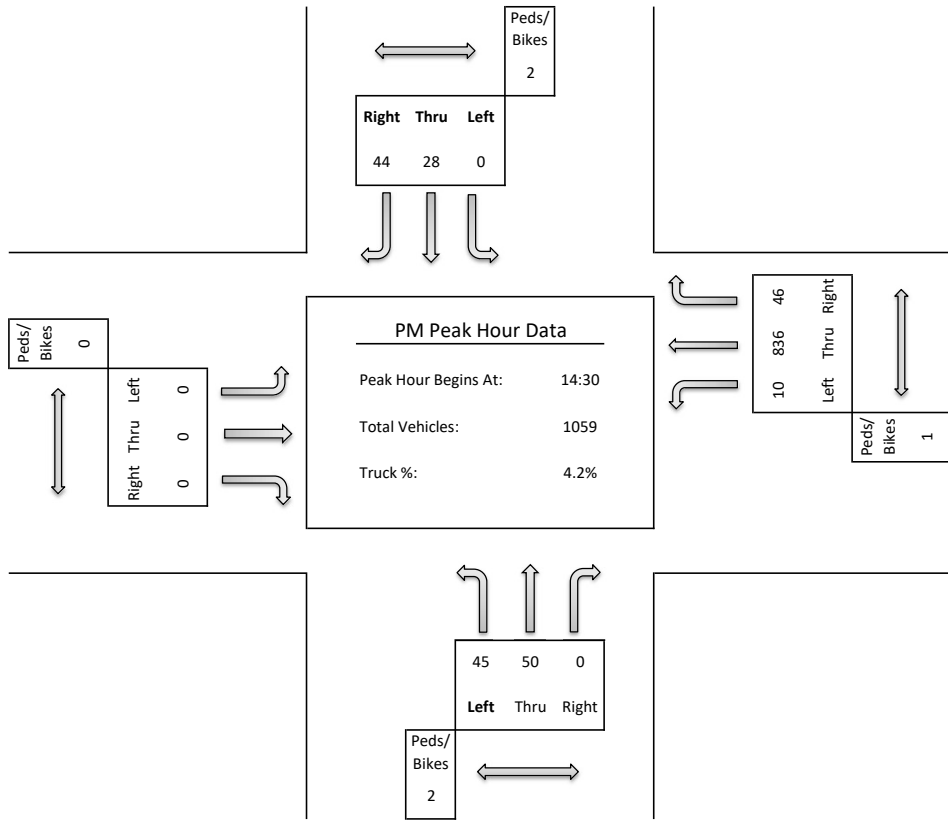 Peds/
Bikes
2
Right Thru Left
44 28 0
Peds/
Bikes
0
Right Thru Left
0 0 0
PM Peak Hour Data
Peak Hour Begins At: 14:30
Total Vehicles: 1059
Truck %: 4.2%
10 836 46
Left Thru Right
Peds/
Bikes
1
45 50 0
Left Thru Right
Peds/
Bikes
2